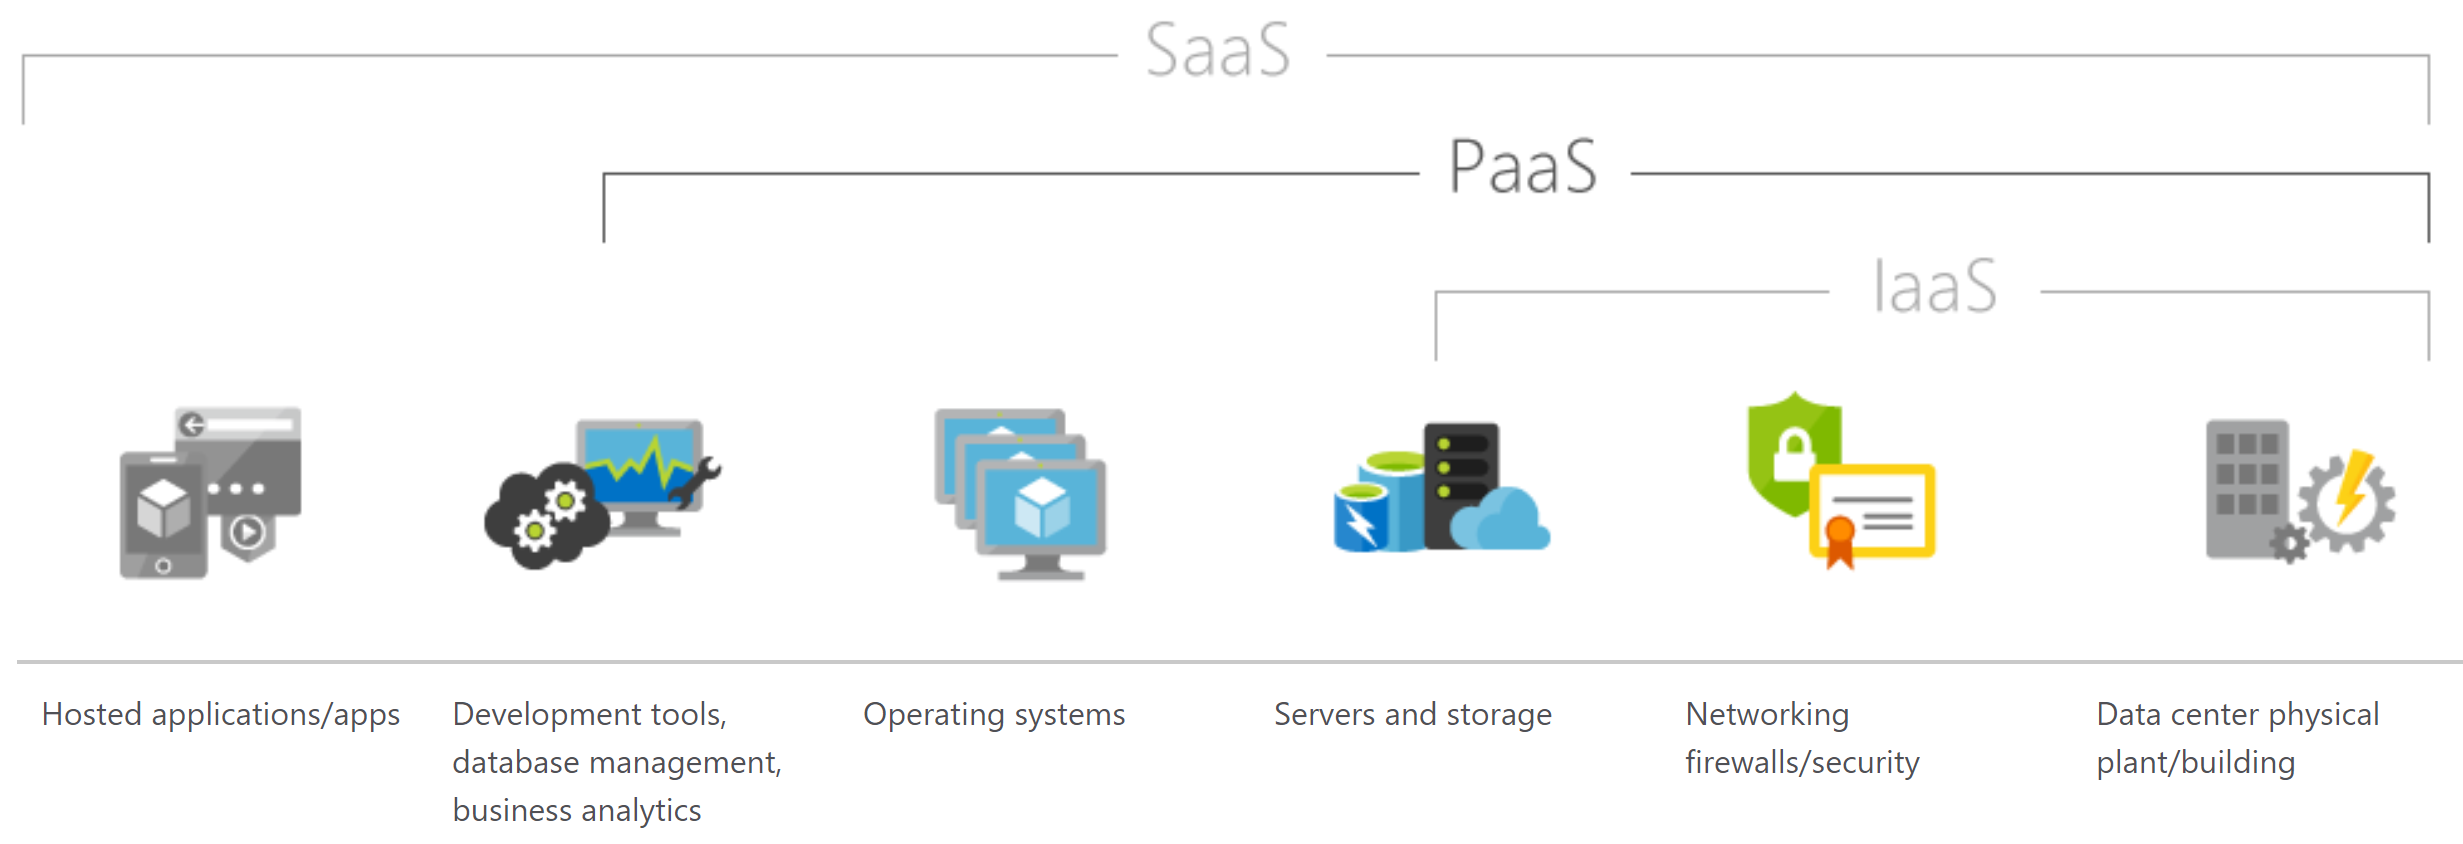 SaaS
PaaS
IaaS
Hosted applications/apps
Development tools,
database management,
business analytics
Operating systems
Servers and storage
Networking
firewalls/security
Data center physical
plant/building